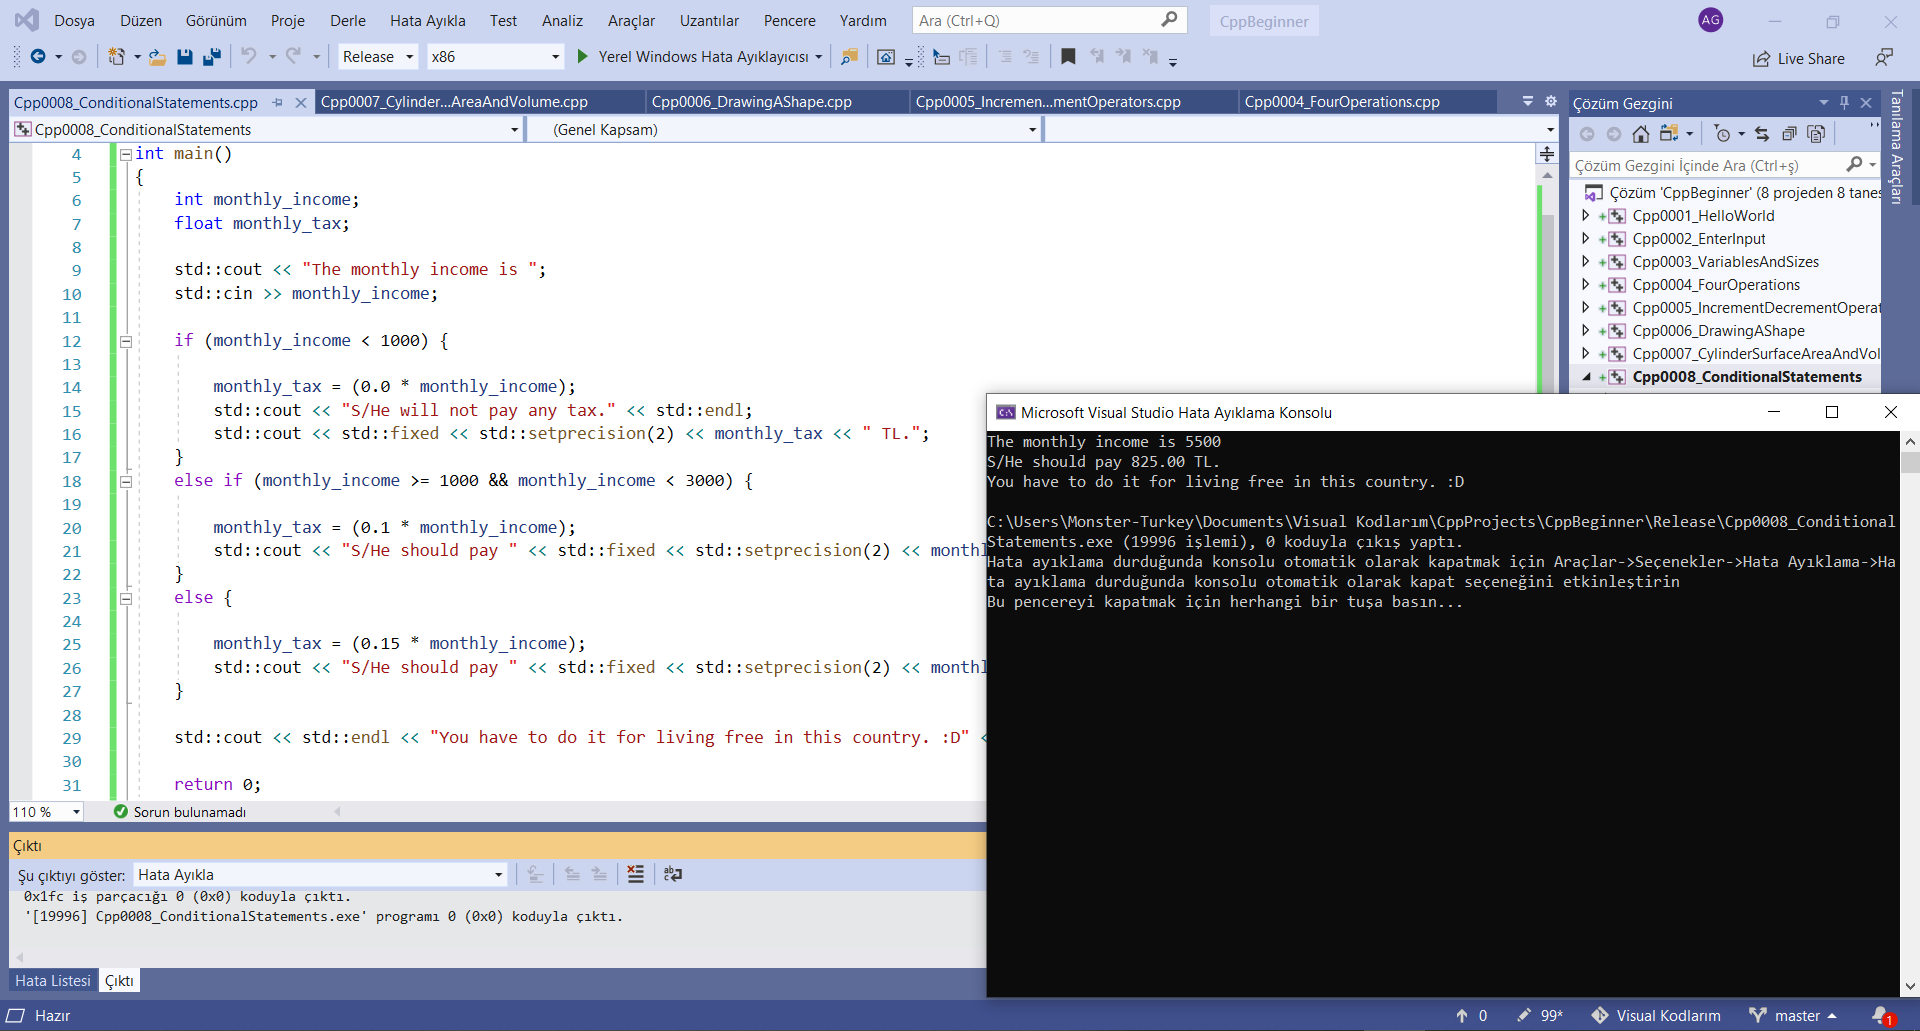 Dosya Düzen Görünüm Proje Derle Hata Ayıkla Test Analiz Araçlar Uzantılar Pencere Yardım Ara (Ctrl+Q) CppBeginner AG
Release x86 Yerel Windows Hata Ayıklayıcısı Live Share
Cpp0008_ConditionalStatements.cpp Cpp0007_Cylinder...AreaAndVolume.cpp Cpp0006_DrawingAShape.cpp Cpp0005_Incremen...mentOperators.cpp Cpp0004_FourOperations.cpp
Cpp0008_ConditionalStatements (Genel Kapsam)
4 int main()
5 {
6 int monthly_income;
7 float monthly_tax;
8
9 std::cout << "The monthly income is ";
10 std::cin >> monthly_income;
11
12 if (monthly_income < 1000) {
13
14 monthly_tax = (0.0 * monthly_income);
15 std::cout << "S/He will not pay any tax." << std::endl;
16 std::cout << std::fixed << std::setprecision(2) << monthly_tax << " TL.";
17 }
18 else if (monthly_income >= 1000 && monthly_income < 3000) {
19
20 monthly_tax = (0.1 * monthly_income);
21 std::cout << "S/He should pay " << std::fixed << std::setprecision(2) << monthl
22 }
23 else {
24
25 monthly_tax = (0.15 * monthly_income);
26 std::cout << "S/He should pay " << std::fixed << std::setprecision(2) << monthl
27 }
28
29 std::cout << std::endl << "You have to do it for living free in this country. :D" <
30
31 return 0;
110 % Sorun bulunamadı
Çıktı
Şu çıktıyı göster: Hata Ayıkla
0x1fc iş parçacığı 0 (0x0) koduyla çıktı.
'[19996] Cpp0008_ConditionalStatements.exe' programı 0 (0x0) koduyla çıktı.
Hata Listesi Çıktı
Çözüm Gezgini
Çözüm Gezgini İçinde Ara (Ctrl+ş)
Çözüm 'CppBeginner' (8 projeden 8 tanes
Cpp0001_HelloWorld
Cpp0002_EnterInput
Cpp0003_VariablesAndSizes
Cpp0004_FourOperations
Cpp0005_IncrementDecrementOperat
Cpp0006_DrawingAShape
Cpp0007_CylinderSurfaceAreaAndVol
Cpp0008_ConditionalStatements
Tanılama Araçları
Microsoft Visual Studio Hata Ayıklama Konsolu
The monthly income is 5500
S/He should pay 825.00 TL.
You have to do it for living free in this country. :D
C:\Users\Monster-Turkey\Documents\Visual Kodlarım\CppProjects\CppBeginner\Release\Cpp0008_Conditional
Statements.exe (19996 işlemi), 0 koduyla çıkış yaptı.
Hata ayıklama durduğunda konsolu otomatik olarak kapatmak için Araçlar->Seçenekler->Hata Ayıklama->Ha
ta ayıklama durduğunda konsolu otomatik olarak kapat seçeneğini etkinleştirin
Bu pencereyi kapatmak için herhangi bir tuşa basın...
Hazır 0 99* Visual Kodlarım master 1